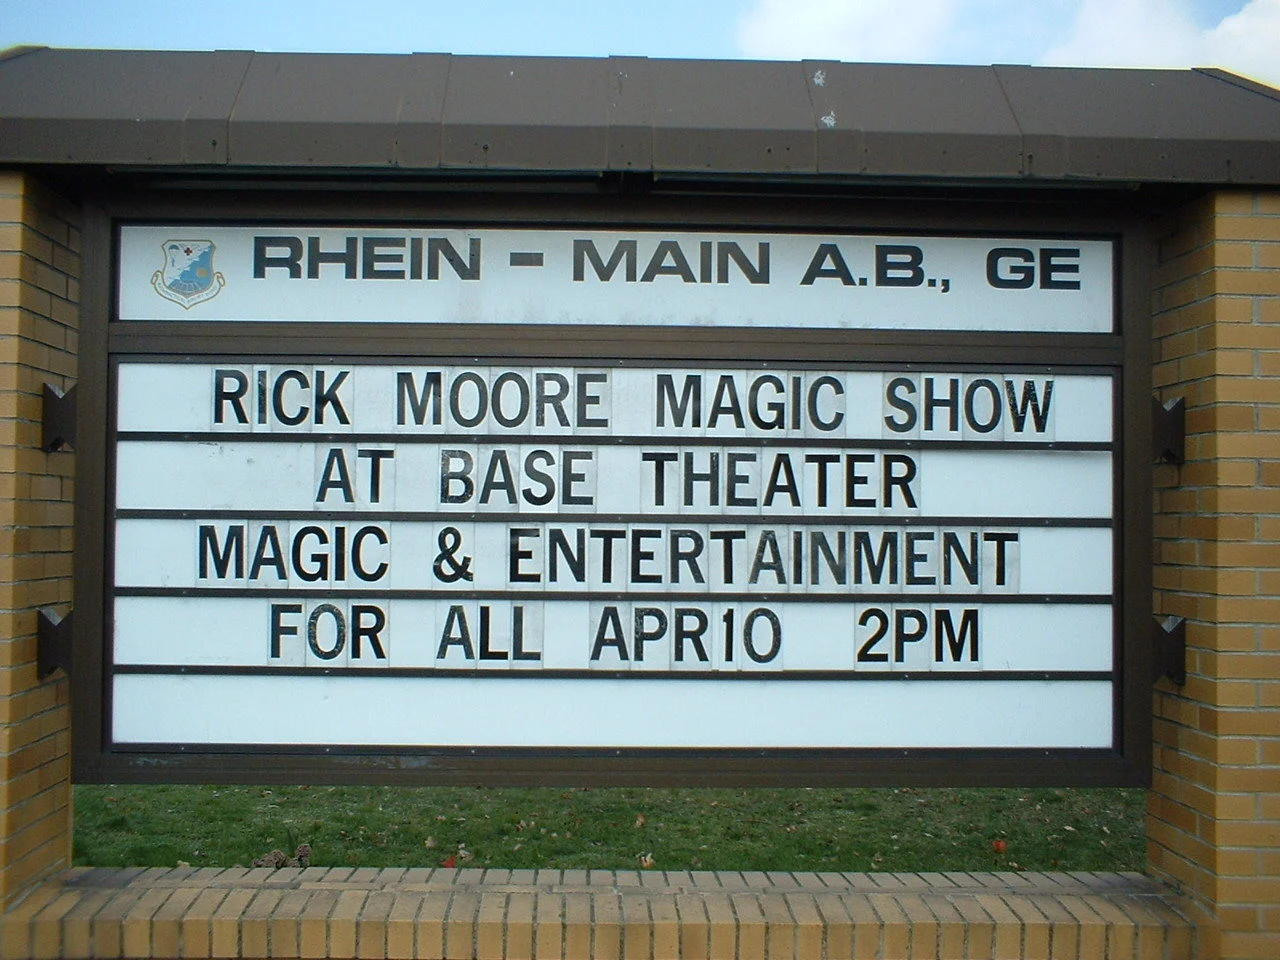 RHEIN - MAIN A.B., GE
RICK MOORE MAGIC SHOW
AT BASE THEATER
MAGIC & ENTERTAINMENT
FOR ALL APR10 2PM